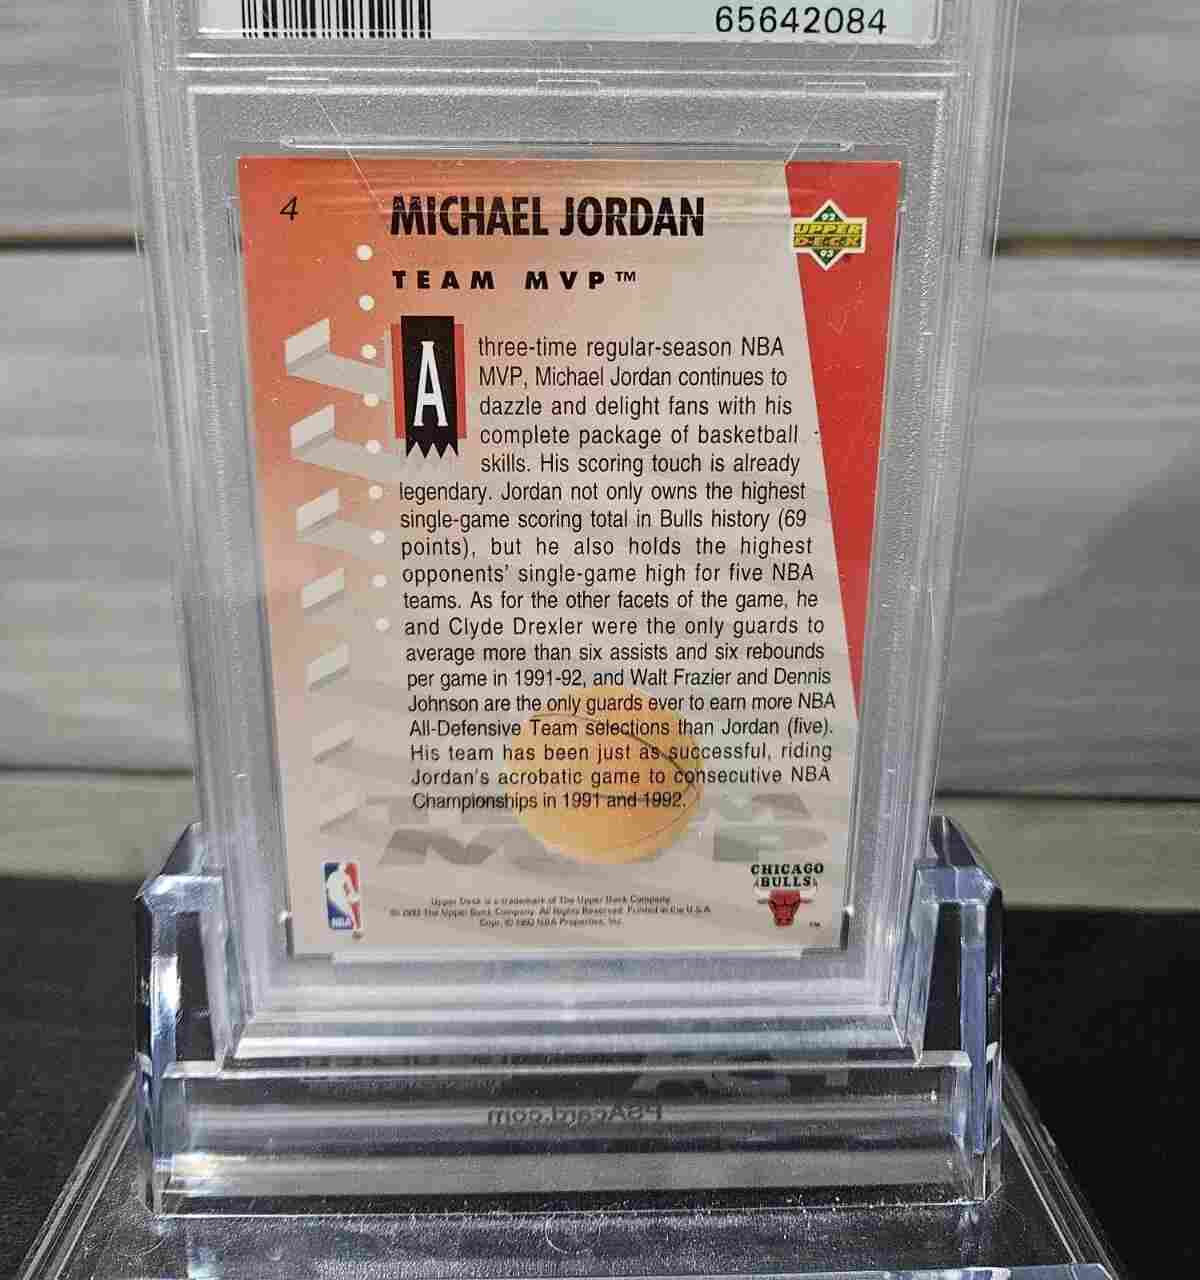 65642084
4
MICHAEL JORDAN
92
UPPER
DECK
93
TEAM MVP™
A three-time regular-season NBA
MVP, Michael Jordan continues to
dazzle and delight fans with his
complete package of basketball
skills. His scoring touch is already
legendary. Jordan not only owns the highest
single-game scoring total in Bulls history (69
points), but he also holds the highest
opponents' single-game high for five NBA
teams. As for the other facets of the game, he
and Clyde Drexler were the only guards to
average more than six assists and six rebounds
per game in 1991-92, and Walt Frazier and Dennis
Johnson are the only guards ever to earn more NBA
All-Defensive Team selections than Jordan (five).
His team has been just as successful, riding
Jordan's acrobatic game to consecutive NBA
Championships in 1991 and 1992.
TEAM
MVP
CHICAGO
BULLS
TM
NBA
Upper Deck is a trademark of The Upper Deck Company.
© 1993 The Upper Deck Company. All Rights Reserved. Printed in the U.S.A.
Copr. © 1992 NBA Properties, Inc.
PSA
PSAcard.com